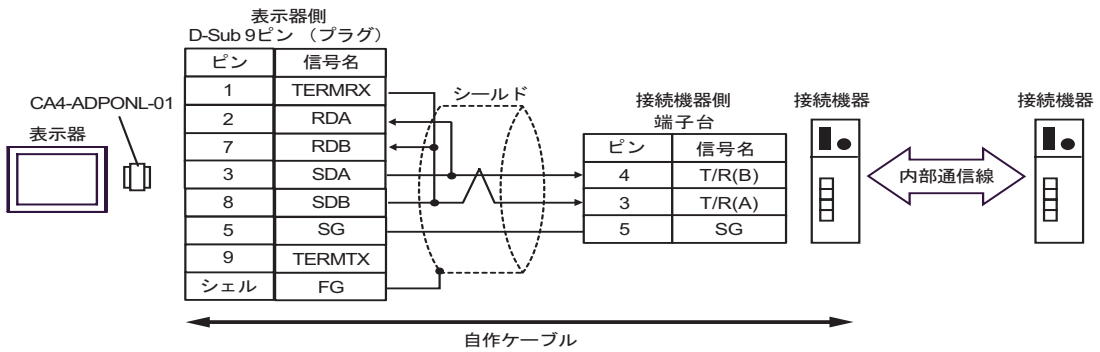 表示器側
D-Sub 9ピン （プラグ）
ピン 信号名
1 TERMRX
2 RDA
7 RDB
3 SDA
8 SDB
5 SG
9 TERMTX
シェル FG
CA4-ADPONL-01
表示器
シールド
接続機器側
端子台
ピン 信号名
4 T/R(B)
3 T/R(A)
5 SG
接続機器
内部通信線
接続機器
自作ケーブル